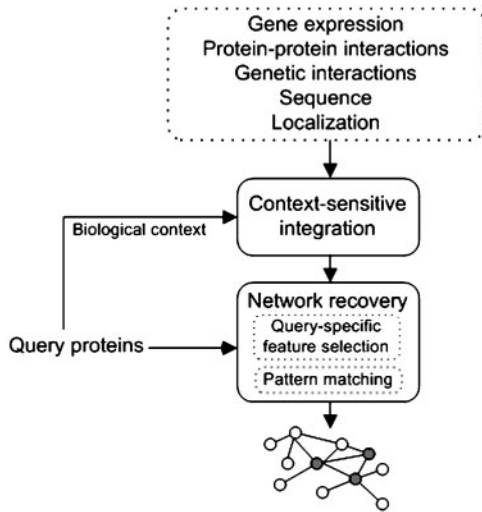 Gene expression
Protein-protein interactions
Genetic interactions
Sequence
Localization
Context-sensitive
integration
Biological context
Network recovery
Query-specific
feature selection
Query proteins
Pattern matching